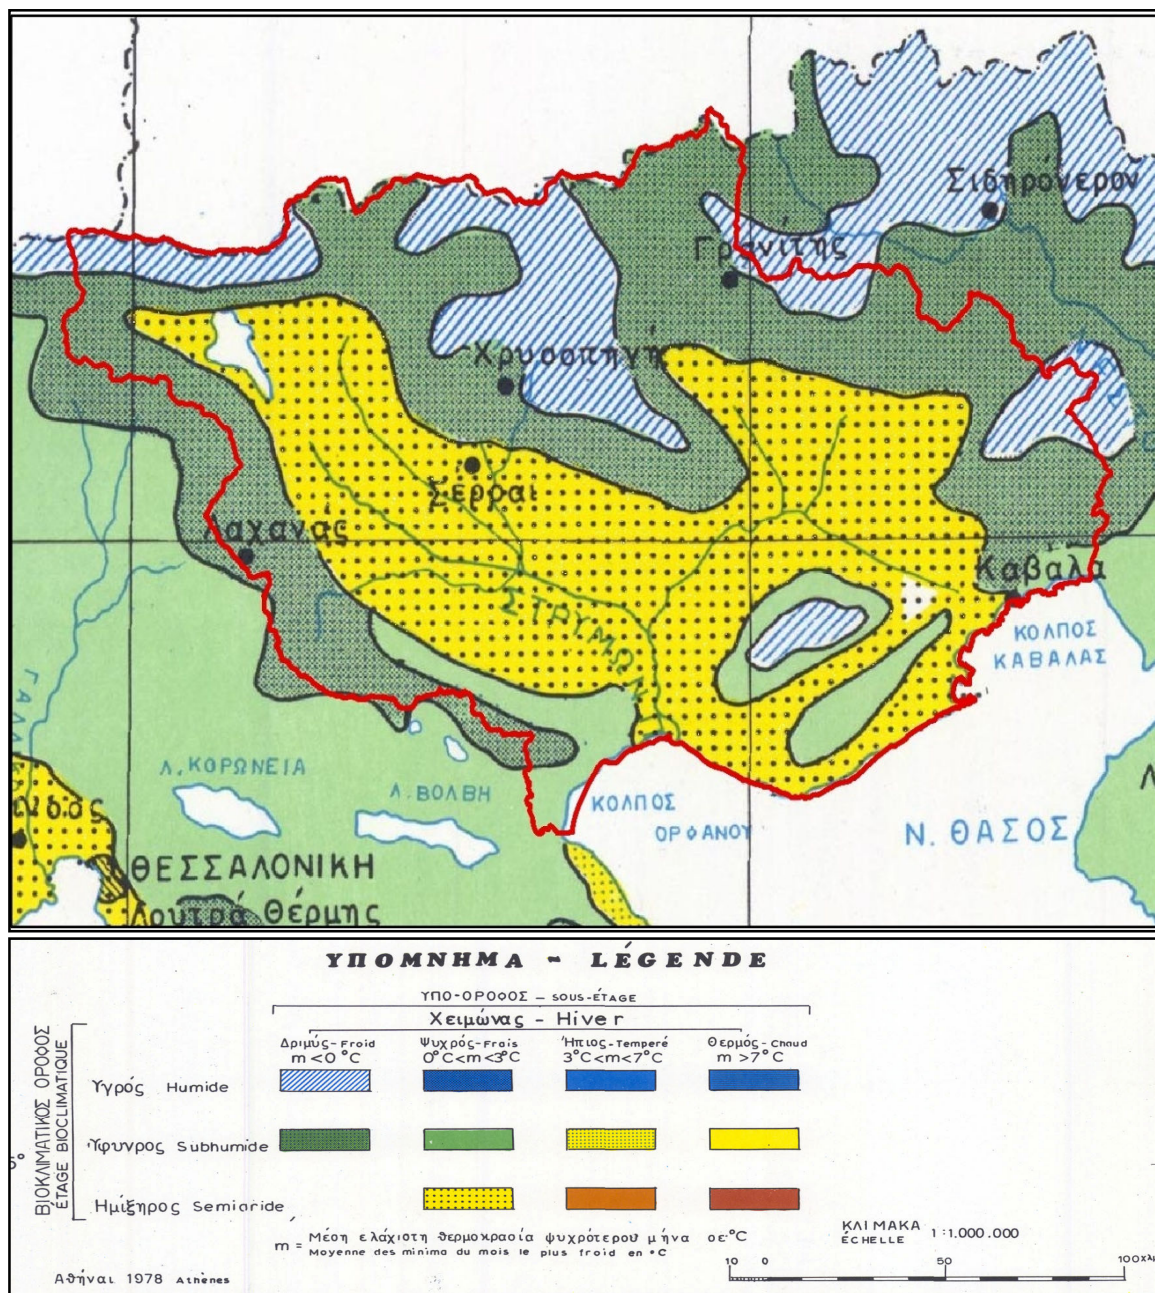 Σιδηρόνερον
Γρανίτης
Χρυσοπηγή
Σερραι
Λαχανάς
ΣΤΡΥΜΩΝ
Καβάλα
ΚΟΛΠΟΣ
ΚΑΒΑΛΑΣ
Λ. ΚΟΡΩΝΕΙΑ
Λ. ΒΟΛΒΗ
ΚΟΛΠΟΣ
ΟΡΦΑΝΟΥ
Ν. ΘΑΣΟΣ
ΘΕΣΣΑΛΟΝΙΚΗ
Λουτρά Θέρμης
ΥΠΟΜΝΗΜΑ - LÉGENDE
ΥΠΟ-ΟΡΟΦΟΣ — SOUS-ÉTAGE
Χειμώνας - Hiver
Δριμύς-Froid
m < 0 °C
Ψυχρός-Frais
0°C<m<3°C
Ήπιος-Temperé
3°C<m<7°C
Θερμός-Chaud
m >7°C
ΒΙΟΚΛΙΜΑΤΙΚΟΣ ΟΡΟΦΟΣ
ÉTAGE BIOCLIMATIQUE
Υγρός Humide
Ύφυγρος Subhumide
Ημίξηρος Semiaride
m = Μέση ελάχιστη θερμοκρασία ψυχρότερου μήνα σε °C
Moyenne des minima du mois le plus froid en °C
ΚΛΙΜΑΚΑ
ÉCHELLE 1:1.000.000
10 0 50 100χλμ
Αθήναι 1978 Athènes